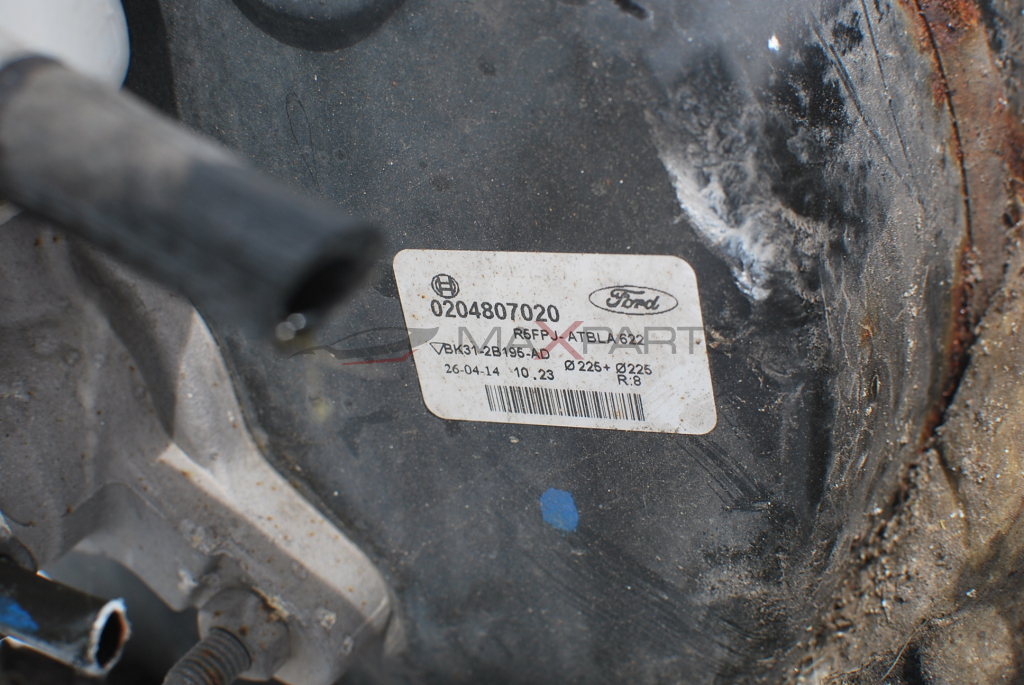 Ford
0204807020
R5FPJ-ATBLA 622
BK31-2B195-AD
26-04-14 10.23 Ø225+Ø225
R:8
MAXPART